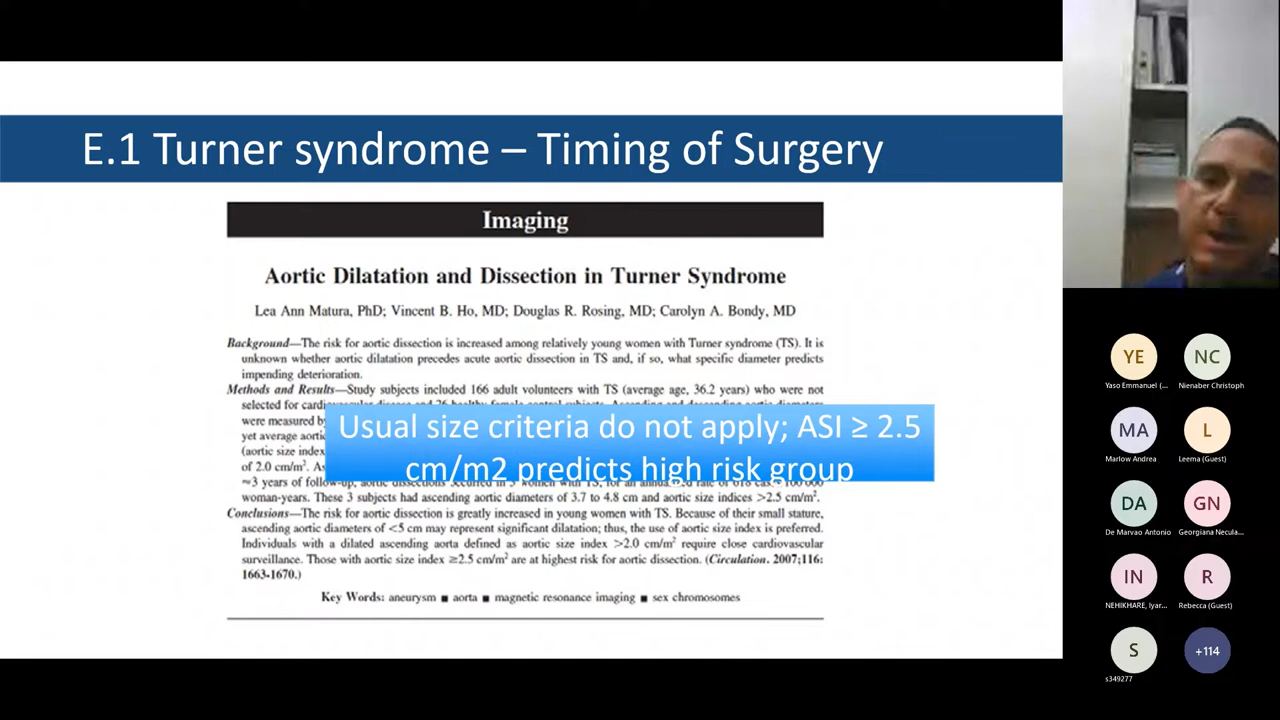 E.1 Turner syndrome – Timing of Surgery
Imaging
Aortic Dilatation and Dissection in Turner Syndrome
Lea Ann Matura, PhD; Vincent B. Ho, MD; Douglas R. Rosing, MD; Carolyn A. Bondy, MD
Background—The risk for aortic dissection is increased among relatively young women with Turner syndrome (TS). It is
unknown whether aortic dilatation precedes acute aortic dissection in TS and, if so, what specific diameter predicts
impending deterioration.
Methods and Results—Study subjects included 166 adult volunteers with TS (average age, 36.2 years) who were not
selected for
were measured by
yet average
(aortic size
of 2.0 cm/m².
Usual size criteria do not apply; ASI ≥ 2.5
cm/m2 predicts high risk group
≈3 years of
woman-years. These 3 subjects had ascending aortic diameters of 3.7 to 4.8 cm and aortic size indices >2.5 cm/m².
Conclusions—The risk for aortic dissection is greatly increased in young women with TS. Because of their small stature,
ascending aortic diameters of <5 cm may represent significant dilatation; thus, the use of aortic size index is preferred.
Individuals with a dilated ascending aorta defined as aortic size index >2.0 cm/m² require close cardiovascular
surveillance. Those with aortic size index ≥2.5 cm/m² are at highest risk for aortic dissection. (Circulation. 2007;116:
1663-1670.)
Key Words: aneurysm ■ aorta ■ magnetic resonance imaging ■ sex chromosomes
YE
Yaso Emmanuel (...
NC
Nienaber Christoph
MA
Marlow Andrea
L
Leema (Guest)
DA
De Marvao Antonio
GN
Georgiana Necula...
IN
NEHIKHARE, Iyar...
R
Rebecca (Guest)
S
s349277
+114